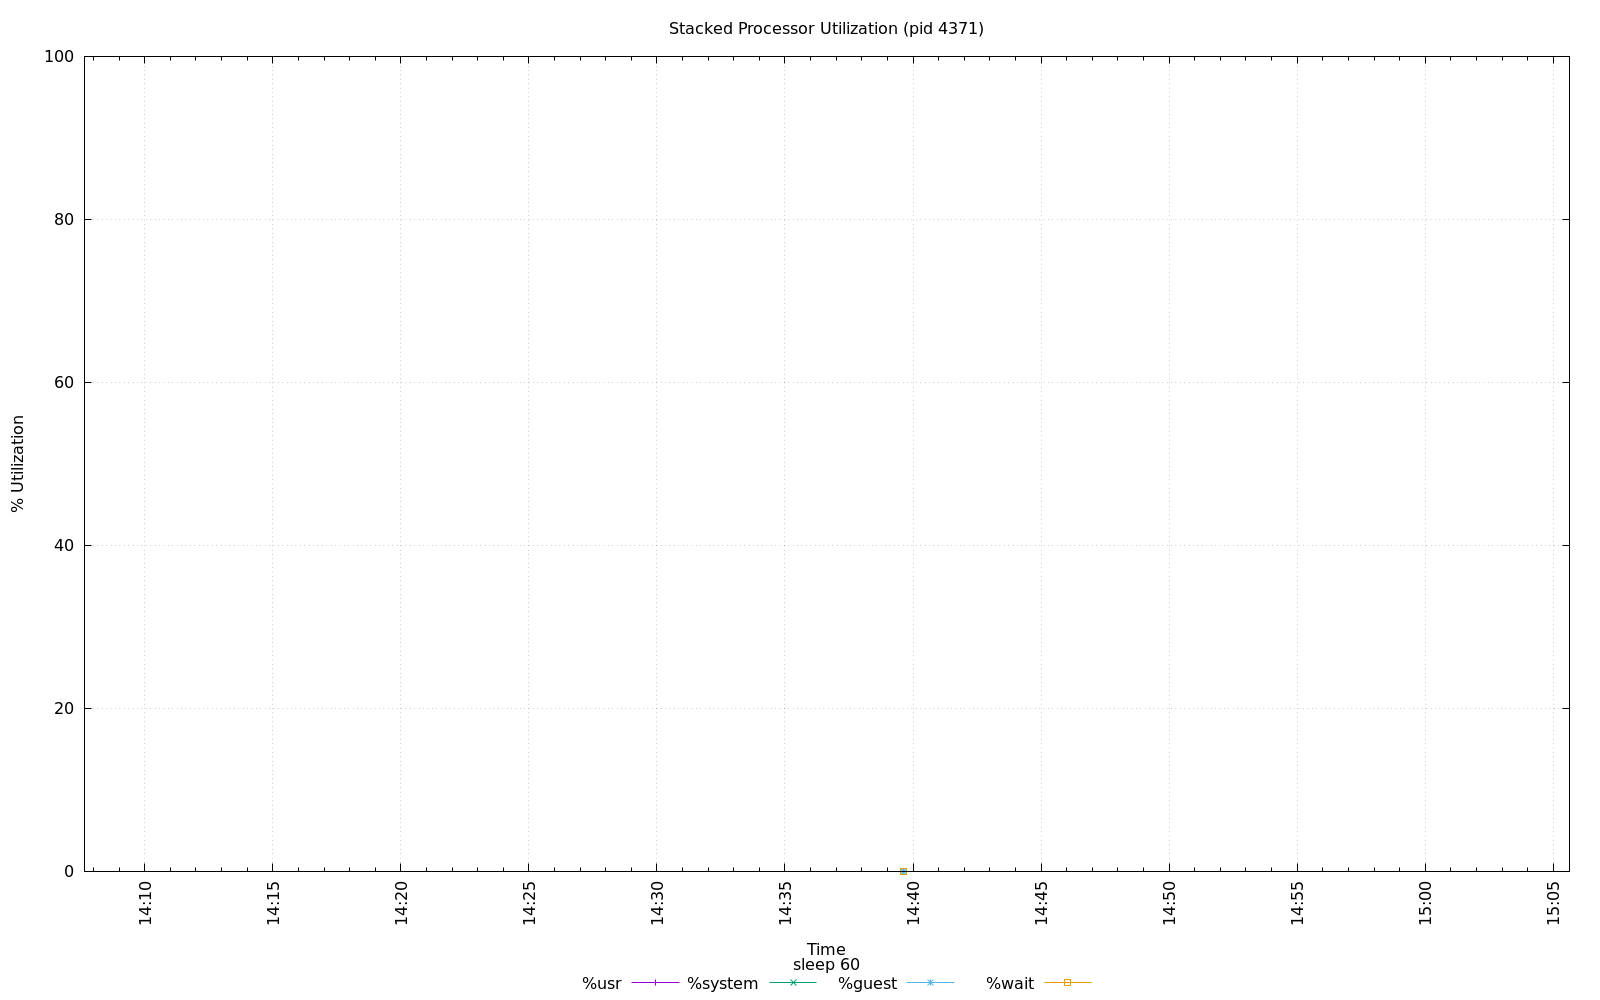 Stacked Processor Utilization (pid 4371)
100
80
60
40
20
0
% Utilization
14:10 14:15 14:20 14:25 14:30 14:35 14:40 14:45 14:50 14:55 15:00 15:05
Time
sleep 60
%usr %system %guest %wait